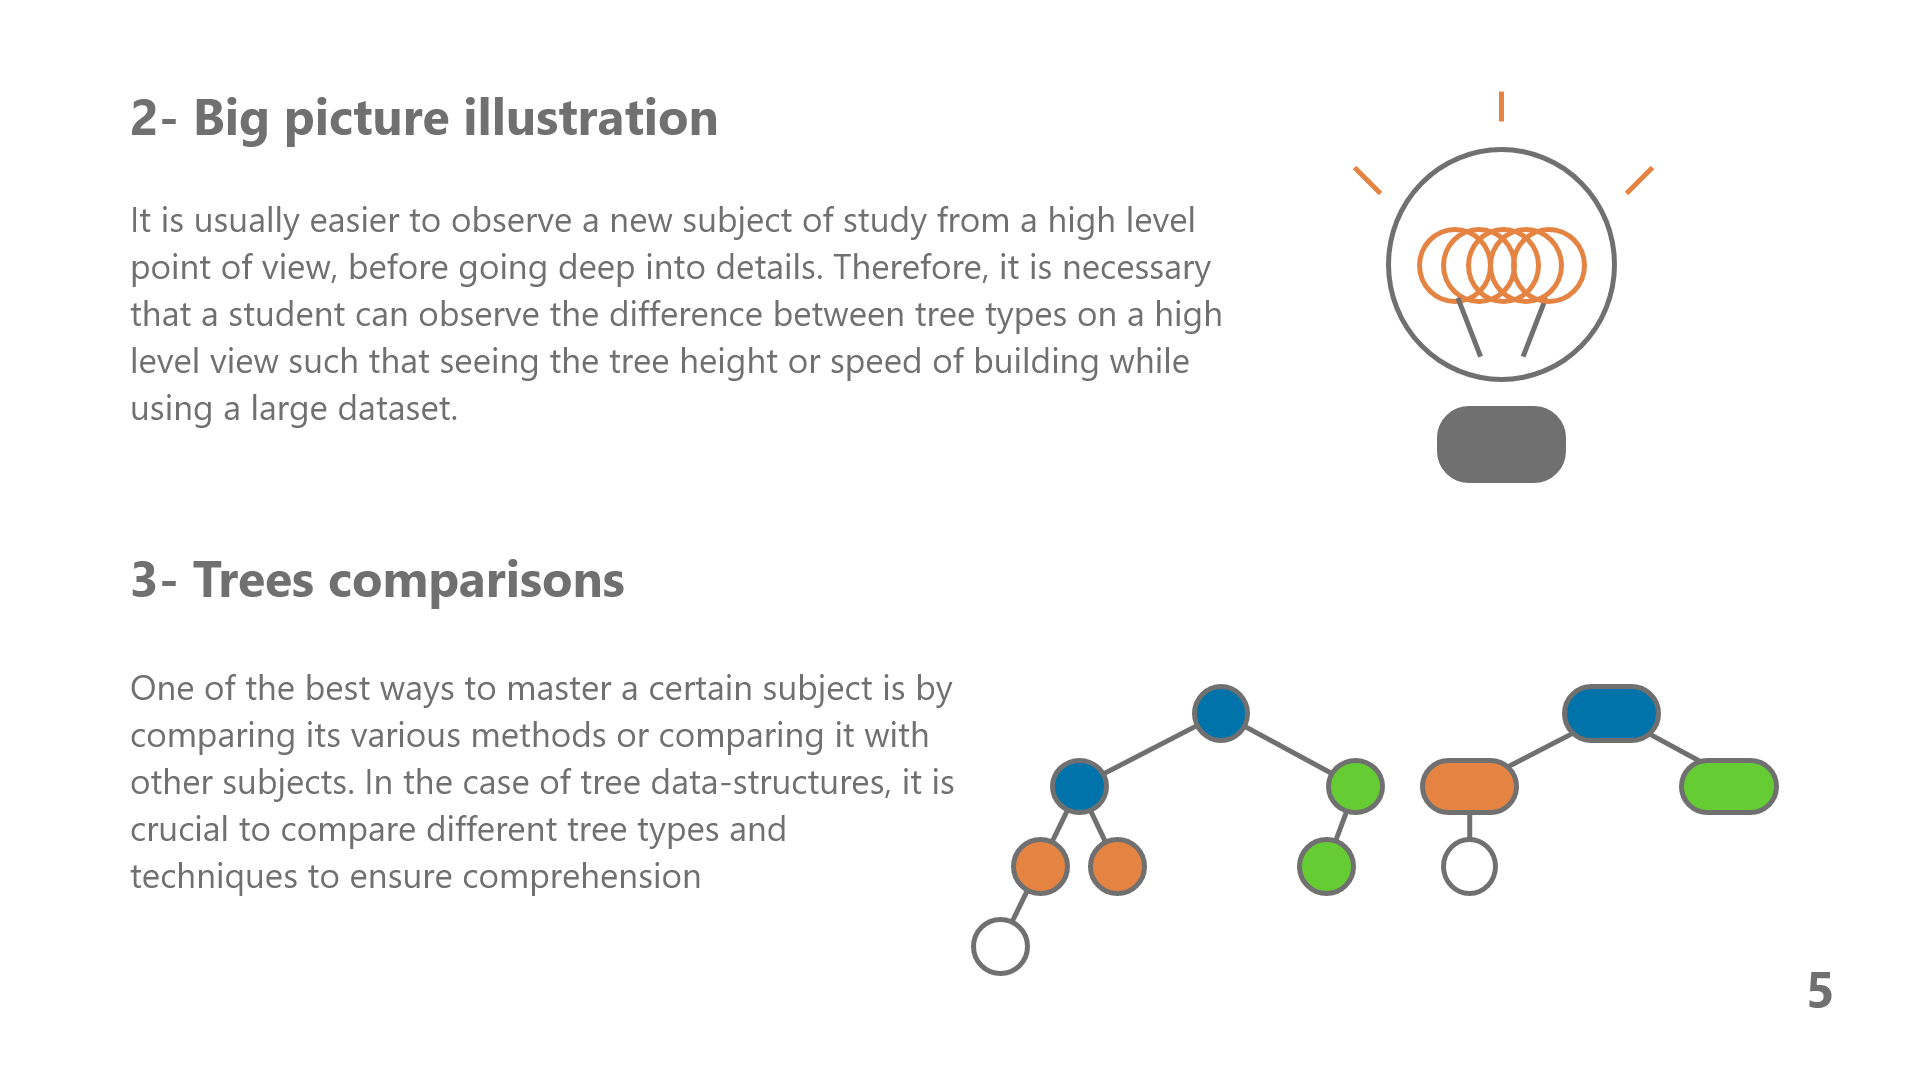 2- Big picture illustration
It is usually easier to observe a new subject of study from a high level
point of view, before going deep into details. Therefore, it is necessary
that a student can observe the difference between tree types on a high
level view such that seeing the tree height or speed of building while
using a large dataset.
3- Trees comparisons
One of the best ways to master a certain subject is by
comparing its various methods or comparing it with
other subjects. In the case of tree data-structures, it is
crucial to compare different tree types and
techniques to ensure comprehension
5